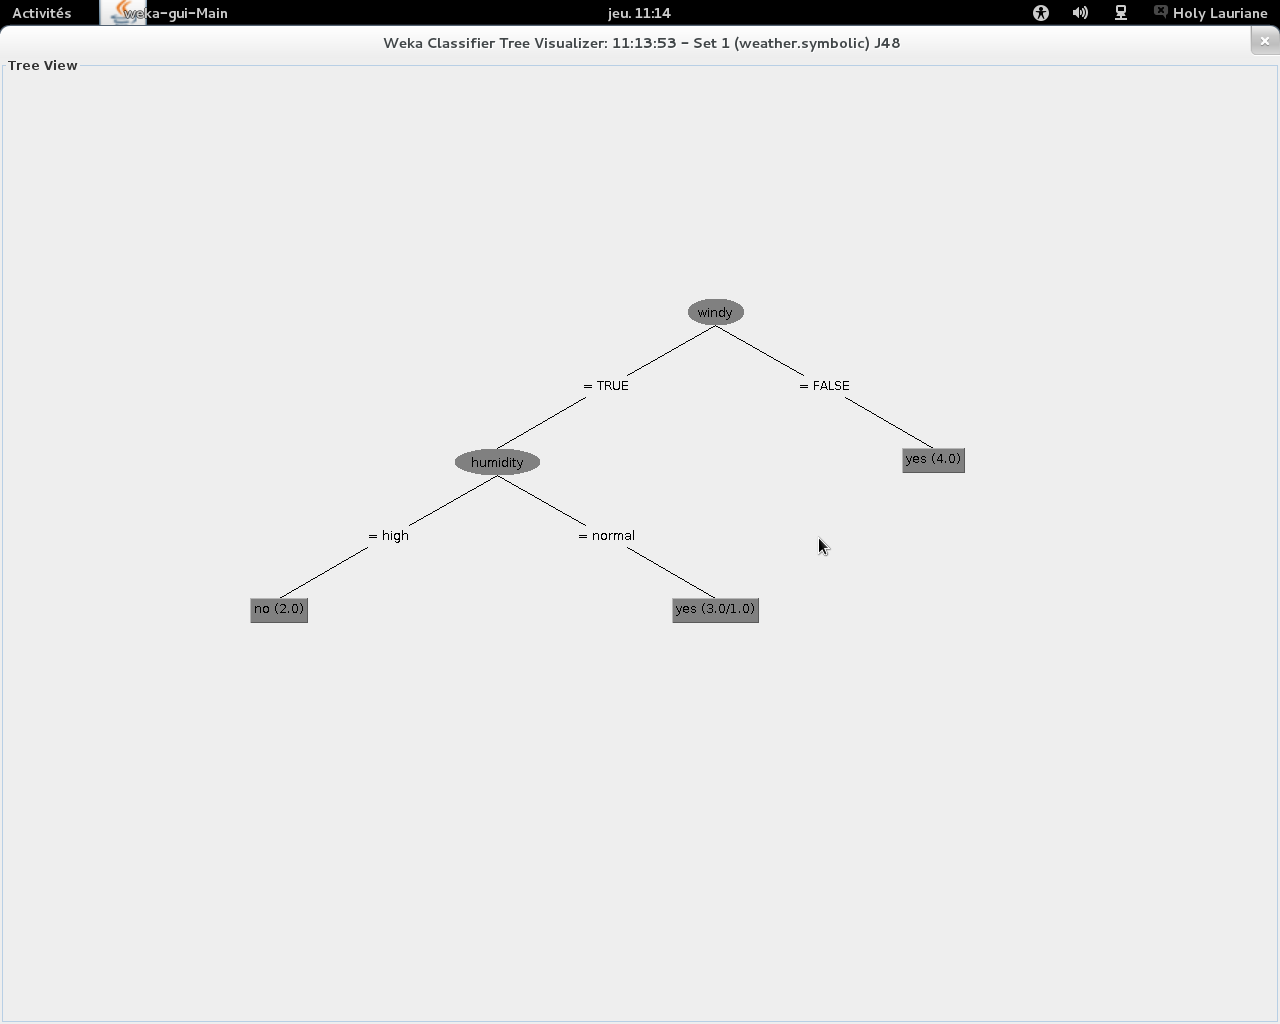 Activités weka-gui-Main jeu. 11:14 Holy Lauriane
Weka Classifier Tree Visualizer: 11:13:53 - Set 1 (weather.symbolic) J48
Tree View
windy
= TRUE = FALSE
humidity yes (4.0)
= high = normal
no (2.0) yes (3.0/1.0)